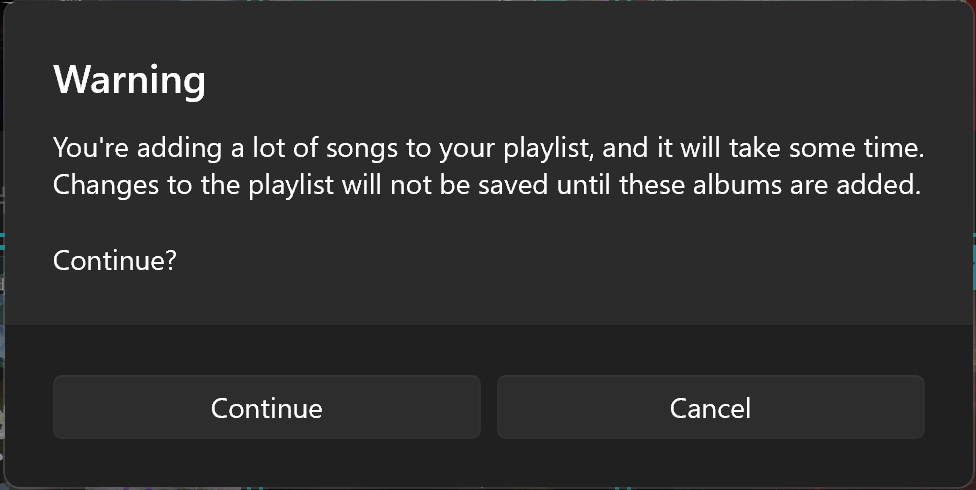 Warning
You're adding a lot of songs to your playlist, and it will take some time.
Changes to the playlist will not be saved until these albums are added.
Continue?
Continue
Cancel